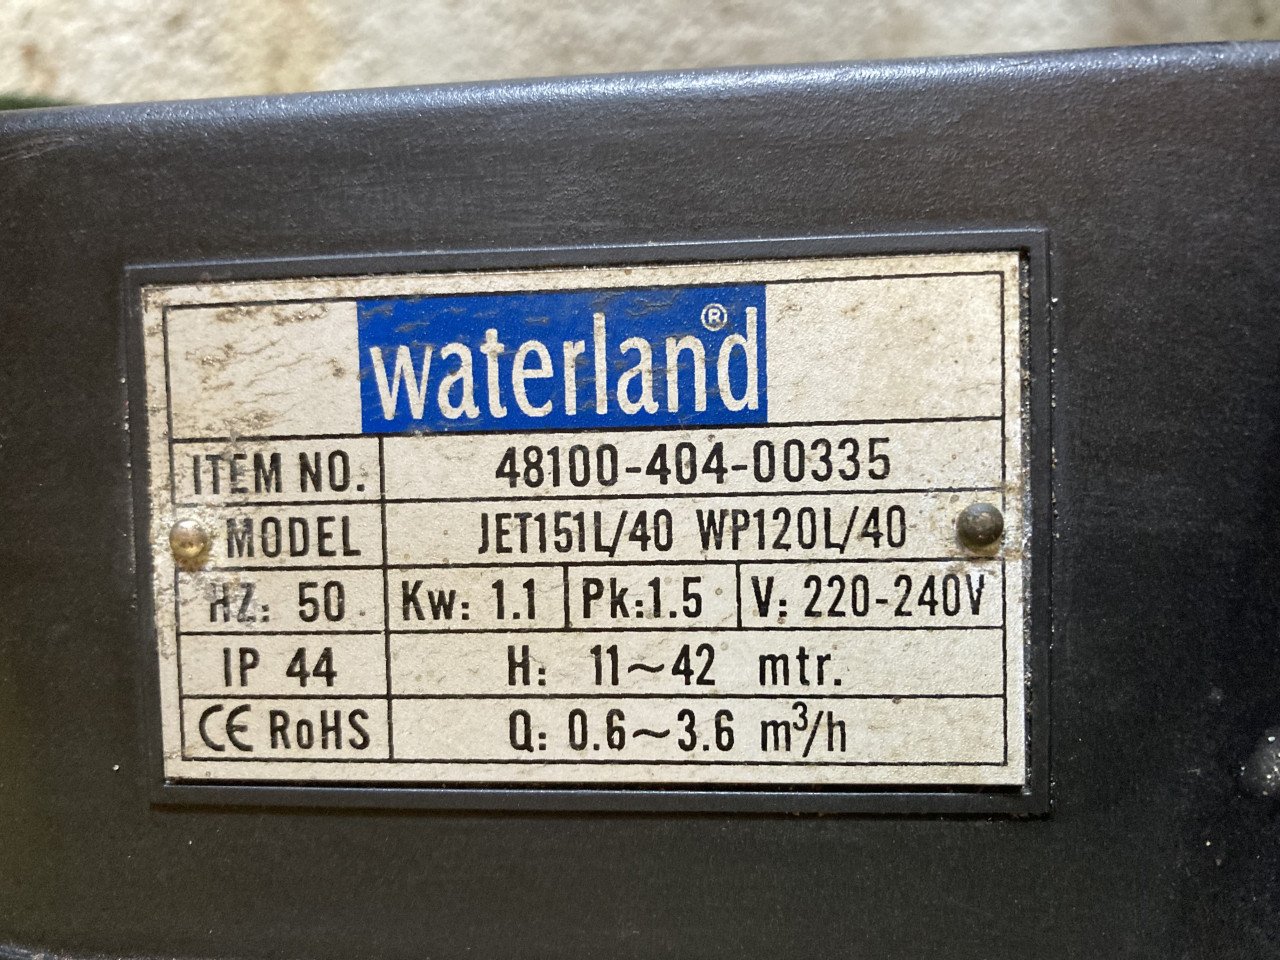 waterland®
ITEM NO. 48100-404-00335
MODEL JET151L/40 WP120L/40
HZ: 50 Kw: 1.1 Pk:1.5 V: 220-240V
IP 44 H: 11~42 mtr.
CE RoHS Q: 0.6~3.6 m³/h